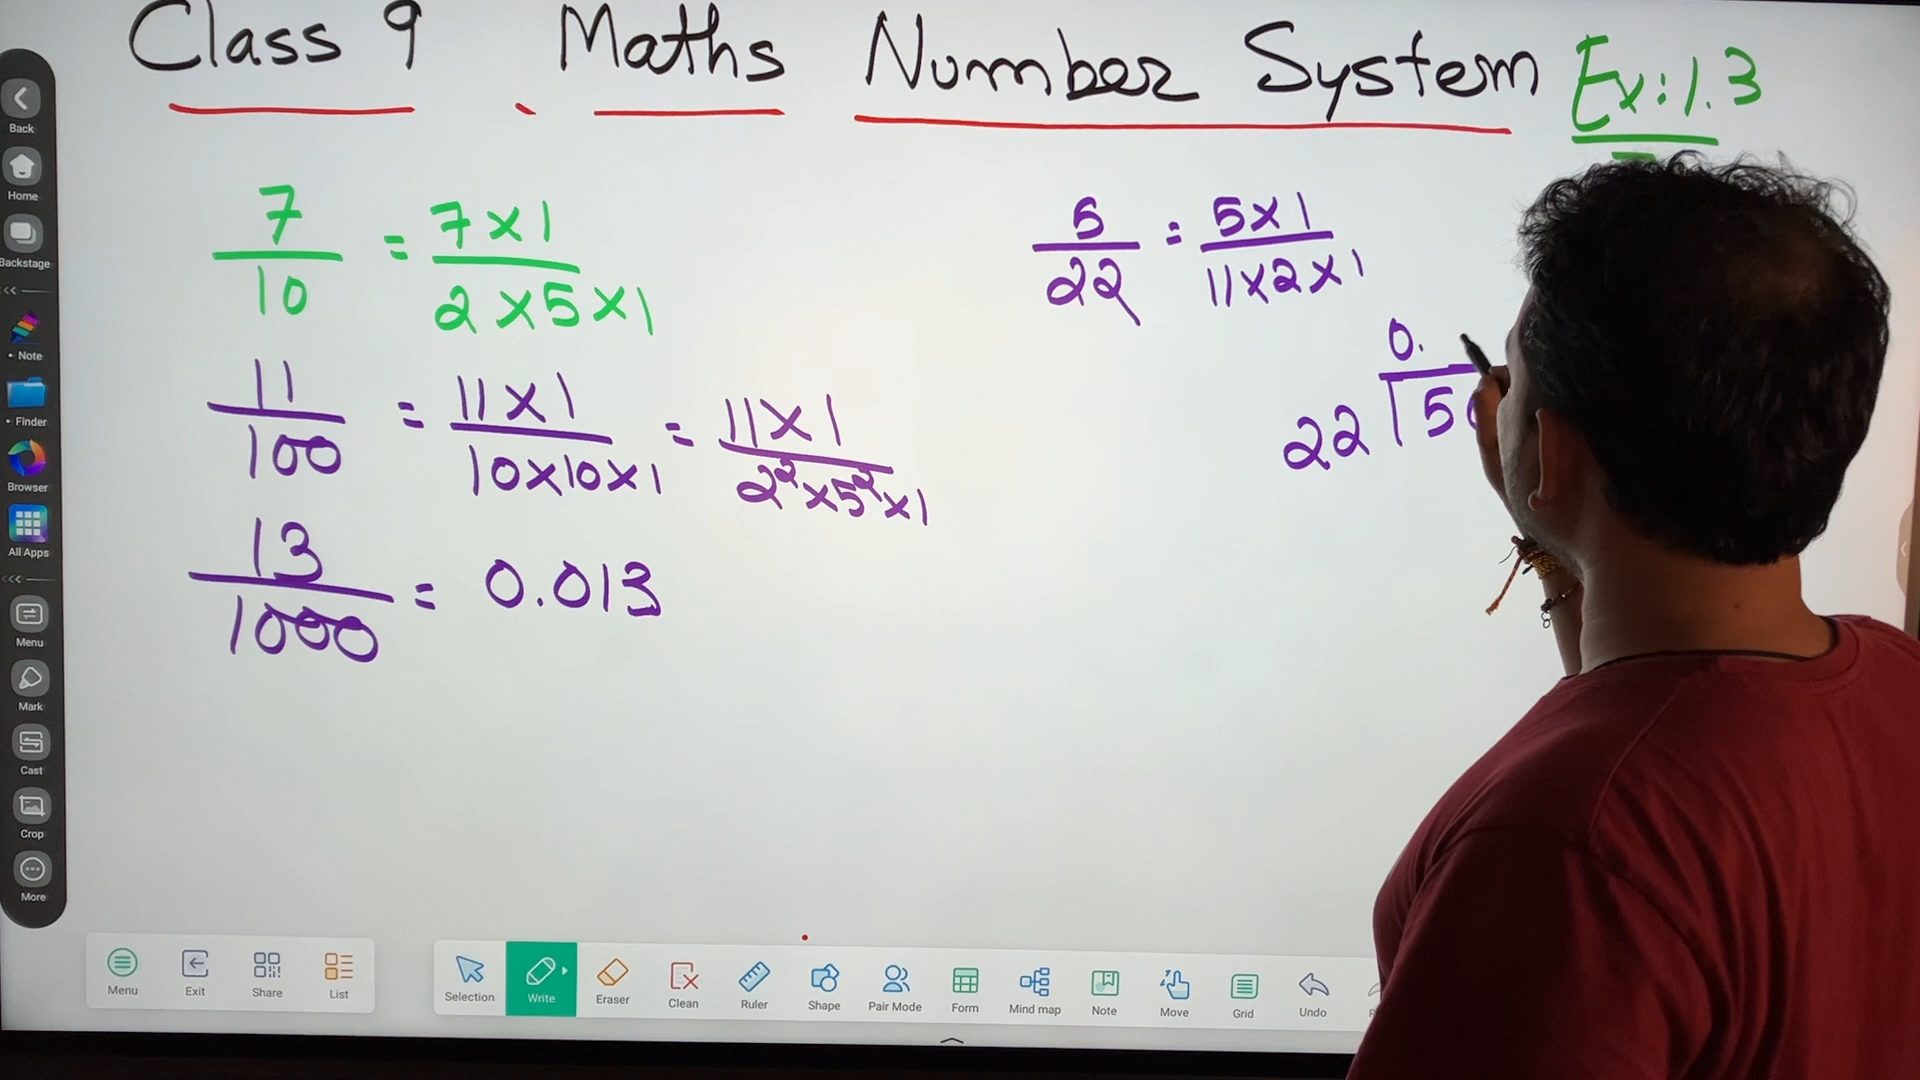 Class 9 Maths Number System Ex: 1.3
7/10 = 7 x 1/2 x 5 x 1
11/100 = 11 x 1/10 x 10 x 1 = 11 x 1/2² x 5² x 1
13/1000 = 0.013
5/22 = 5 x 1/11 x 2 x 1
0.
22 5
Back
Home
Backstage
Note
Finder
Browser
All Apps
Menu
Mark
Cast
Crop
More
Menu Exit Share List
Selection Write Eraser Clean Ruler Shape Pair Mode Form Mind map Note Move Grid Undo